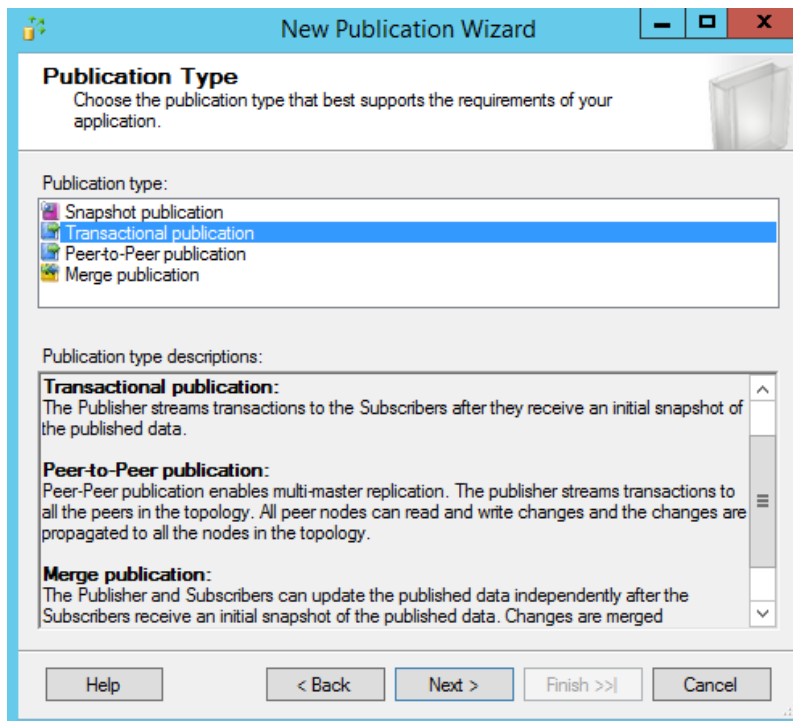 New Publication Wizard
Publication Type
Choose the publication type that best supports the requirements of your
application.
Publication type:
Snapshot publication
Transactional publication
Peer-to-Peer publication
Merge publication
Publication type descriptions:
Transactional publication:
The Publisher streams transactions to the Subscribers after they receive an initial snapshot of
the published data.
Peer-to-Peer publication:
Peer-Peer publication enables multi-master replication. The publisher streams transactions to
all the peers in the topology. All peer nodes can read and write changes and the changes are
propagated to all the nodes in the topology.
Merge publication:
The Publisher and Subscribers can update the published data independently after the
Subscribers receive an initial snapshot of the published data. Changes are merged
Help
< Back
Next >
Finish >>|
Cancel